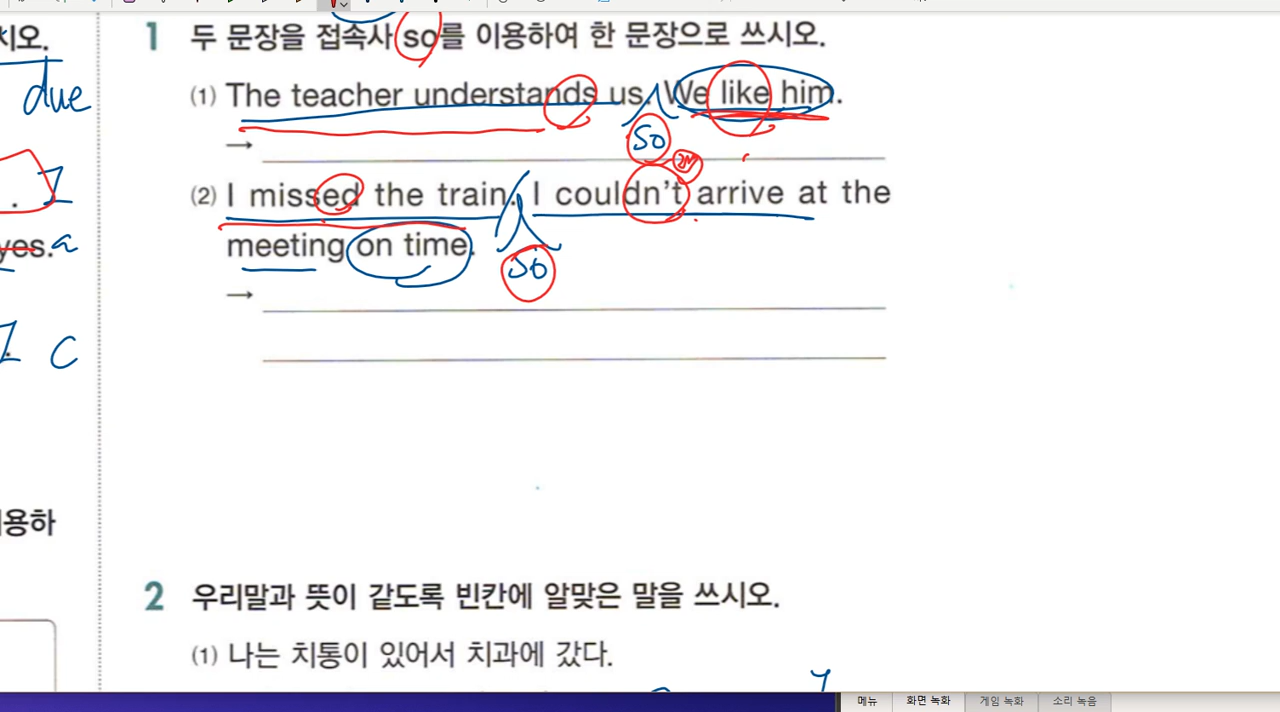 시오.
due
. I
yes. a
I c
용하
1 두 문장을 접속사 so를 이용하여 한 문장으로 쓰시오.
(1) The teacher understands us. We like him.
so
→
(2) I missed the train. I couldn't arrive at the
meeting on time.
so
→
2 우리말과 뜻이 같도록 빈칸에 알맞은 말을 쓰시오.
(1) 나는 치통이 있어서 치과에 갔다.
메뉴 화면 녹화 게임 녹화 소리 녹음